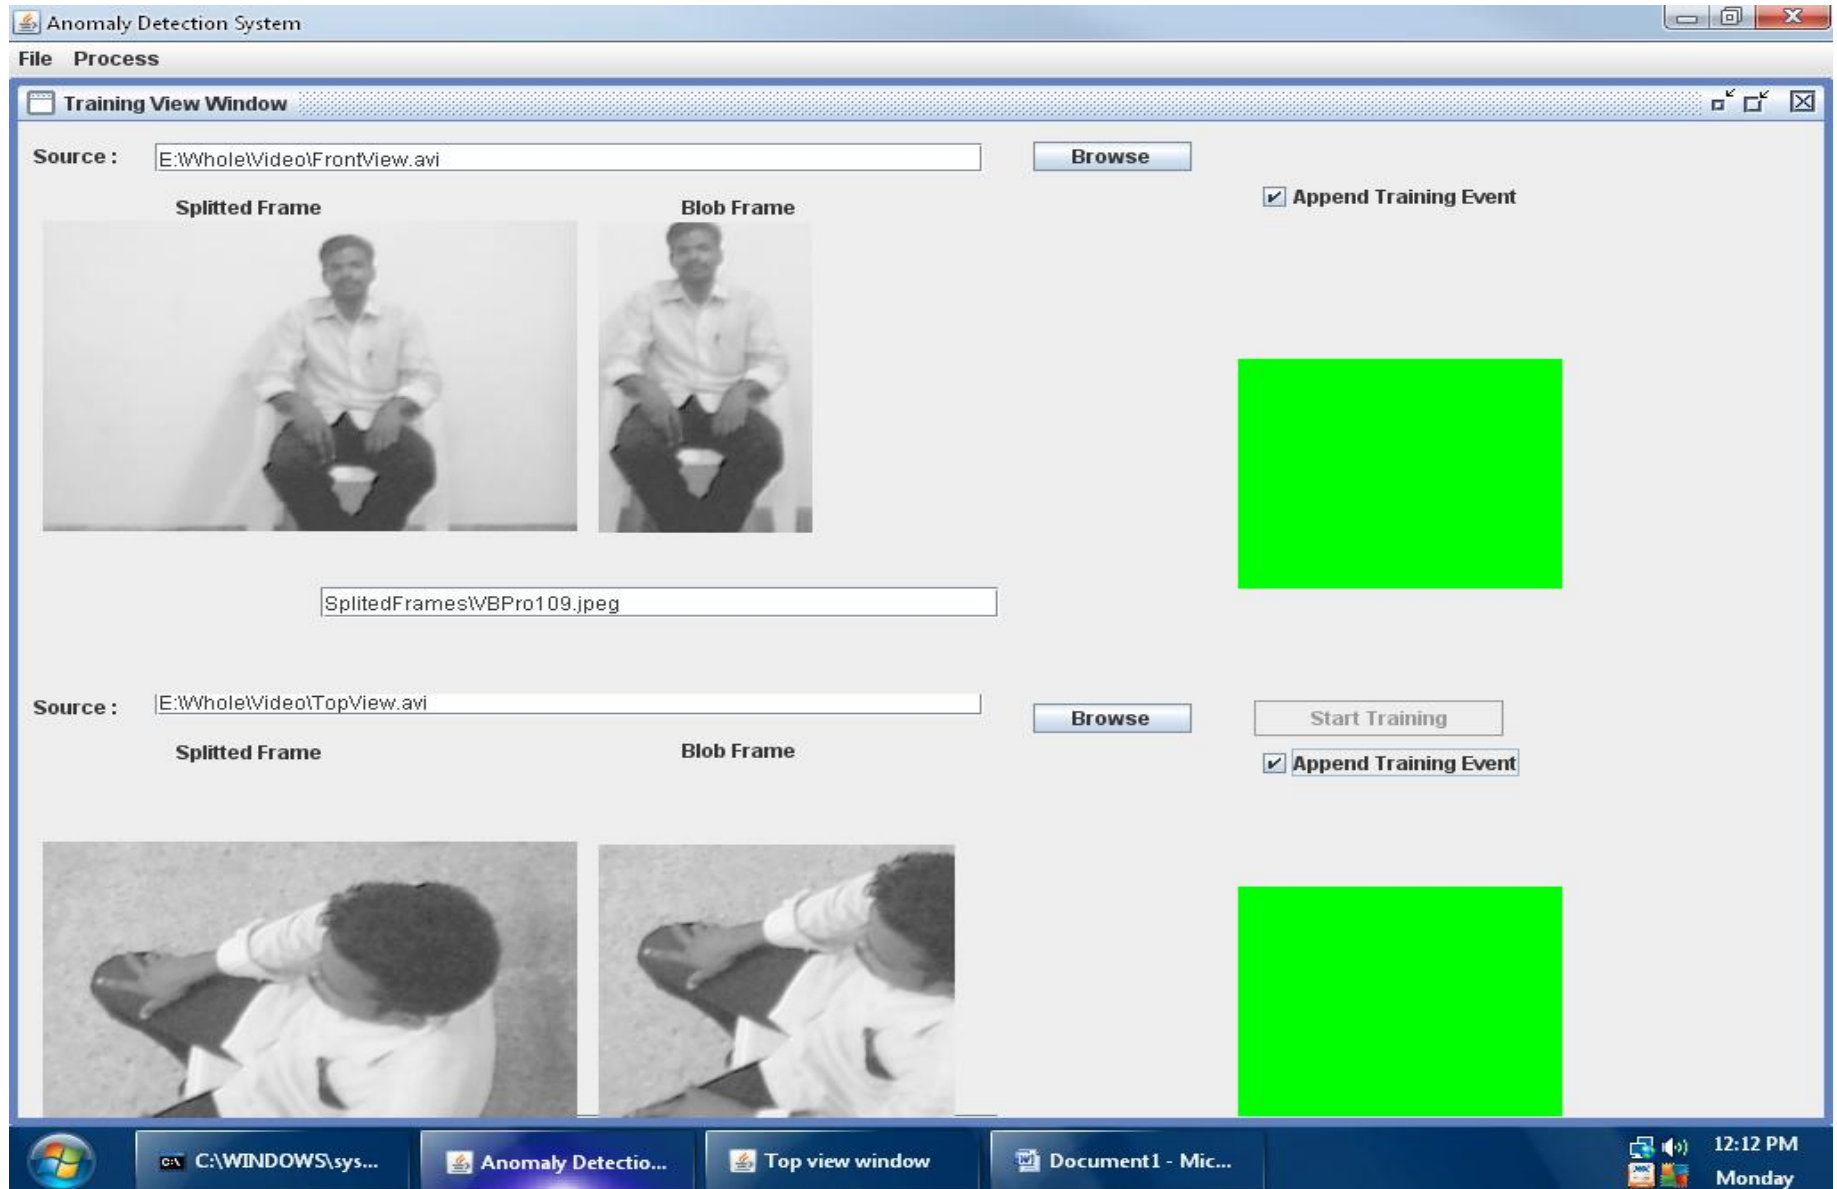 Anomaly Detection System
File Process
Training View Window
Source : E:\Whole\Video\FrontView.avi Browse
Append Training Event
Splitted Frame Blob Frame
SplitedFrames\VBPro109.jpeg
Source : E:\Whole\Video\TopView.avi Browse Start Training
Splitted Frame Blob Frame Append Training Event
C:\WINDOWS\sys... Anomaly Detectio... Top view window Document1 - Mic... 12:12 PM
Monday